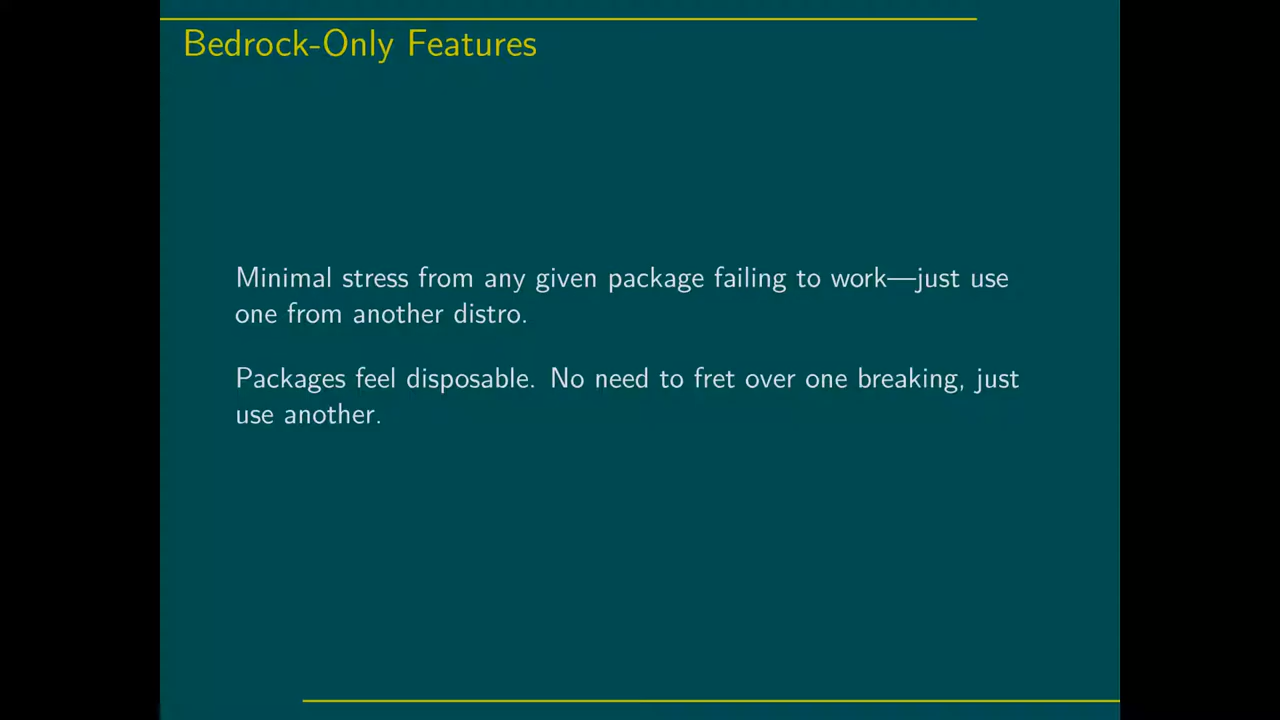 Bedrock-Only Features
Minimal stress from any given package failing to work—just use
one from another distro.
Packages feel disposable. No need to fret over one breaking, just
use another.